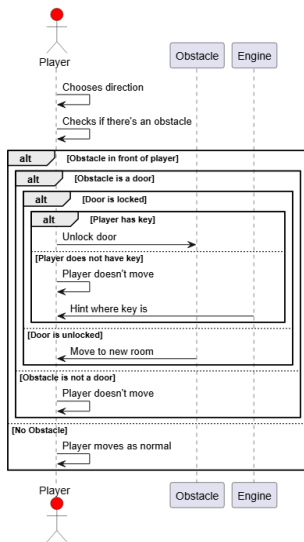 Player
Obstacle
Engine
Chooses direction
Checks if there's an obstacle
alt [Obstacle in front of player]
alt [Obstacle is a door]
alt [Door is locked]
alt [Player has key]
Unlock door
[Player does not have key]
Player doesn't move
Hint where key is
[Door is unlocked]
Move to new room
[Obstacle is not a door]
Player doesn't move
[No Obstacle]
Player moves as normal
Player
Obstacle
Engine